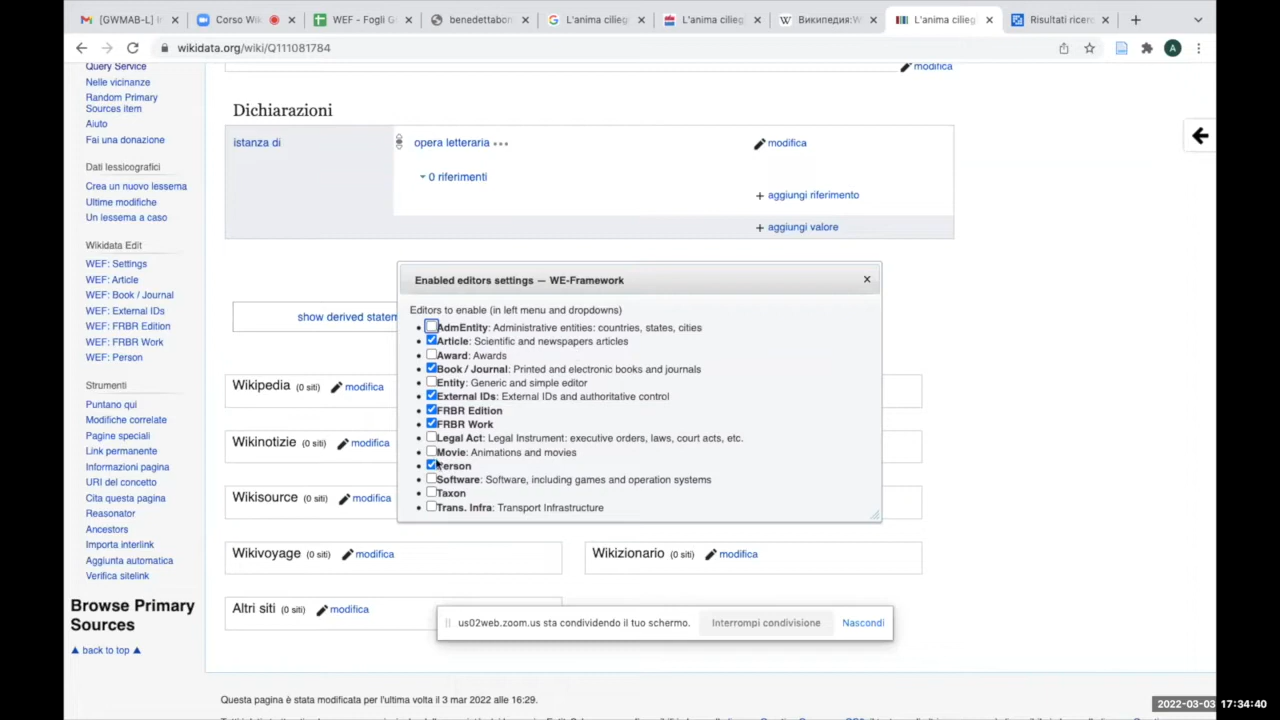 [GWMAB-L] I
Corso Wiki
WEF - Fogli G
benedettabon
L'anima cilieg
L'anima cilieg
Википедия:W
L'anima cilieg
Risultati ricerc
wikidata.org/wiki/Q111081784
A
Query Service
Nelle vicinanze
Random Primary
Sources item
Aiuto
Fai una donazione
Dati lessicografici
Crea un nuovo lessema
Ultime modifiche
Un lessema a caso
Wikidata Edit
WEF: Settings
WEF: Article
WEF: Book / Journal
WEF: External IDs
WEF: FRBR Edition
WEF: FRBR Work
WEF: Person
Strumenti
Puntano qui
Modifiche correlate
Pagine speciali
Link permanente
Informazioni pagina
URI del concetto
Cita questa pagina
Reasonator
Ancestors
Importa interlink
Aggiunta automatica
Verifica sitelink
Browse Primary
Sources
▲ back to top ▲
modifica
Dichiarazioni
istanza di
opera letteraria
modifica
0 riferimenti
+ aggiungi riferimento
+ aggiungi valore
show derived statem
Enabled editors settings — WE-Framework
Editors to enable (in left menu and dropdowns)
AdmEntity: Administrative entities: countries, states, cities
Article: Scientific and newspapers articles
Award: Awards
Book / Journal: Printed and electronic books and journals
Entity: Generic and simple editor
External IDs: External IDs and authoritative control
FRBR Edition
FRBR Work
Legal Act: Legal Instrument: executive orders, laws, court acts, etc.
Movie: Animations and movies
Person
Software: Software, including games and operation systems
Taxon
Trans. Infra: Transport Infrastructure
Wikipedia (0 siti) modifica
Wikinotizie (0 siti) modifica
Wikisource (0 siti) modifica
Wikivoyage (0 siti) modifica
Wikizionario (0 siti) modifica
Altri siti (0 siti) modifica
us02web.zoom.us sta condividendo il tuo schermo.
Interrompi condivisione
Nascondi
Questa pagina è stata modificata per l'ultima volta il 3 mar 2022 alle 16:29.
2022-03-03 17:34:40